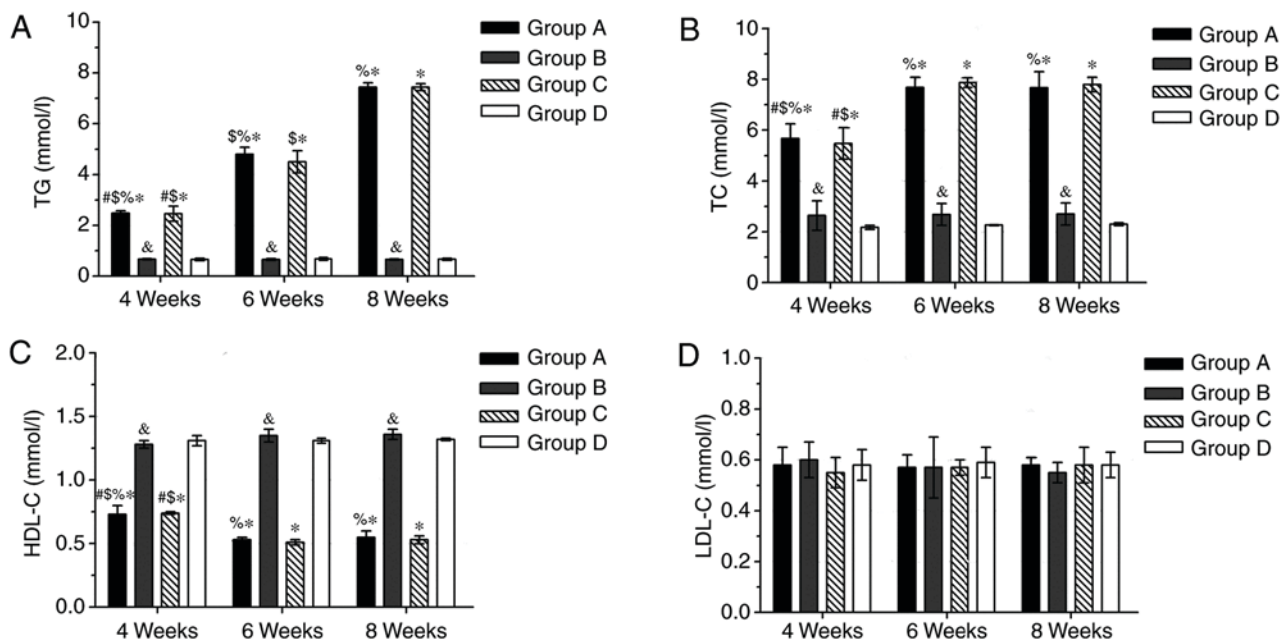 A
TG (mmol/l)
10
8
6
4
2
0
#$%*
&
#$*
$%*
&
$*
%*
&
*
4 Weeks
6 Weeks
8 Weeks
Group A
Group B
Group C
Group D
B
TC (mmol/l)
10
8
6
4
2
0
#$%*
&
#$*
%*
&
*
%*
&
*
4 Weeks
6 Weeks
8 Weeks
Group A
Group B
Group C
Group D
C
HDL-C (mmol/l)
2.0
1.5
1.0
0.5
0.0
#$%*
&
#$*
%*
&
*
%*
&
*
4 Weeks
6 Weeks
8 Weeks
Group A
Group B
Group C
Group D
D
LDL-C (mmol/l)
1.0
0.8
0.6
0.4
0.2
0.0
4 Weeks
6 Weeks
8 Weeks
Group A
Group B
Group C
Group D